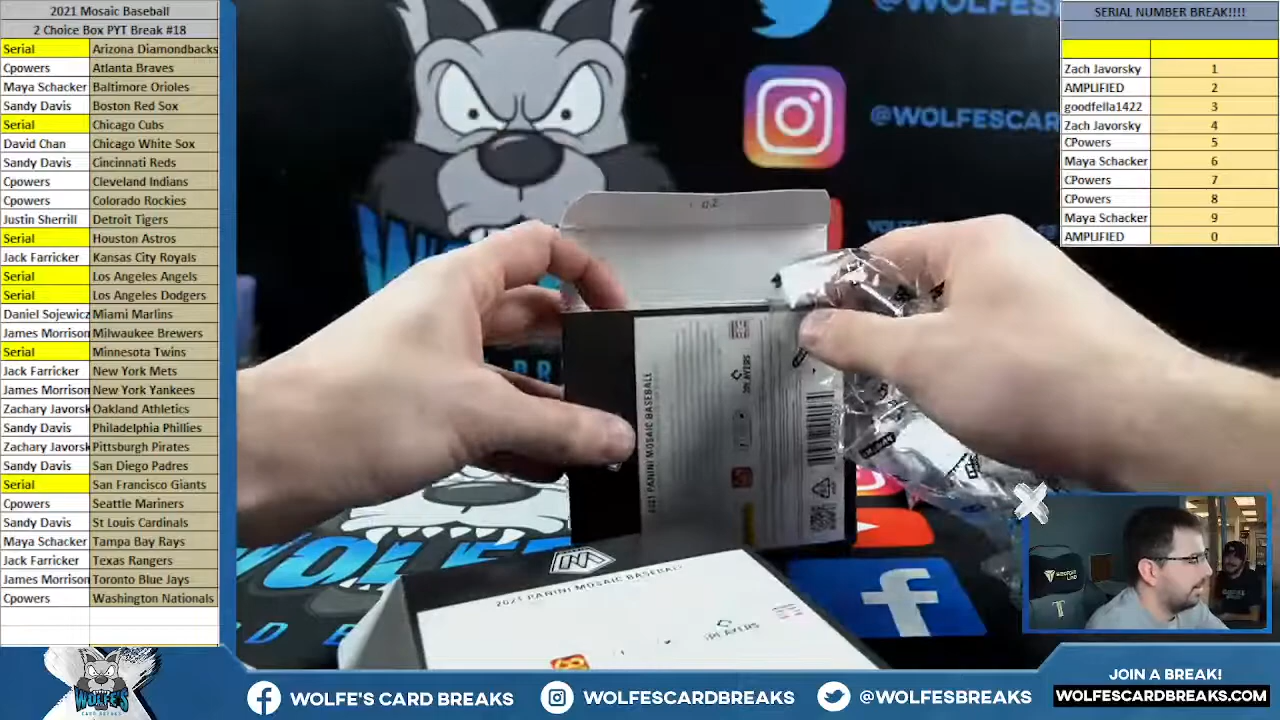 2021 Mosaic Baseball
2 Choice Box PYT Break #18
Serial Arizona Diamondbacks
Cpowers Atlanta Braves
Maya Schacker Baltimore Orioles
Sandy Davis Boston Red Sox
Serial Chicago Cubs
David Chan Chicago White Sox
Sandy Davis Cincinnati Reds
Cpowers Cleveland Indians
Cpowers Colorado Rockies
Justin Sherrill Detroit Tigers
Serial Houston Astros
Jack Farricker Kansas City Royals
Serial Los Angeles Angels
Serial Los Angeles Dodgers
Daniel Sojewicz Miami Marlins
James Morrison Milwaukee Brewers
Serial Minnesota Twins
Jack Farricker New York Mets
James Morrison New York Yankees
Zachary Javorsk Oakland Athletics
Sandy Davis Philadelphia Phillies
Zachary Javorsk Pittsburgh Pirates
Sandy Davis San Diego Padres
Serial San Francisco Giants
Cpowers Seattle Mariners
Sandy Davis St Louis Cardinals
Maya Schacker Tampa Bay Rays
Jack Farricker Texas Rangers
James Morrison Toronto Blue Jays
Cpowers Washington Nationals
SERIAL NUMBER BREAK!!!!
Zach Javorsky 1
AMPLIFIED 2
goodfella1422 3
Zach Javorsky 4
CPowers 5
Maya Schacker 6
CPowers 7
CPowers 8
Maya Schacker 9
AMPLIFIED 0
@WOLFESCAR
2021 PANINI MOSAIC BASEBALL
PLAYERS
2021 PANINI MOSAIC BASEBALL
PLAYERS
WOLFE'S CARD BREAKS
WOLFESCARDBREAKS
@WOLFESBREAKS
JOIN A BREAK!
WOLFESCARDBREAKS.COM